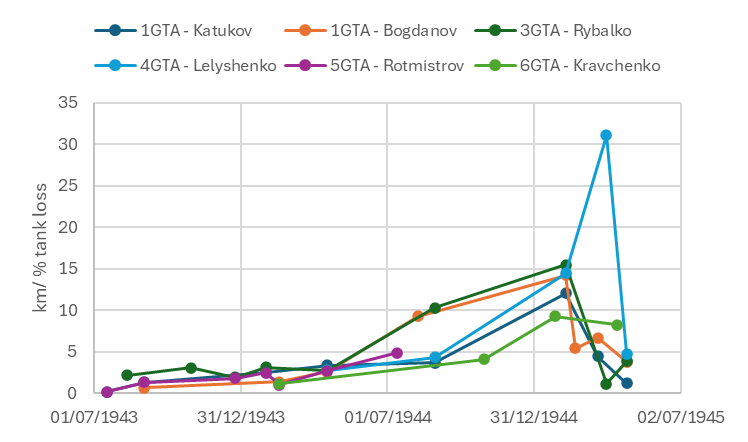 1GTA - Katukov 1GTA - Bogdanov 3GTA - Rybalko
4GTA - Lelyshenko 5GTA - Rotmistrov 6GTA - Kravchenko
km/ % tank loss
35
30
25
20
15
10
5
0
01/07/1943 31/12/1943 01/07/1944 31/12/1944 02/07/1945